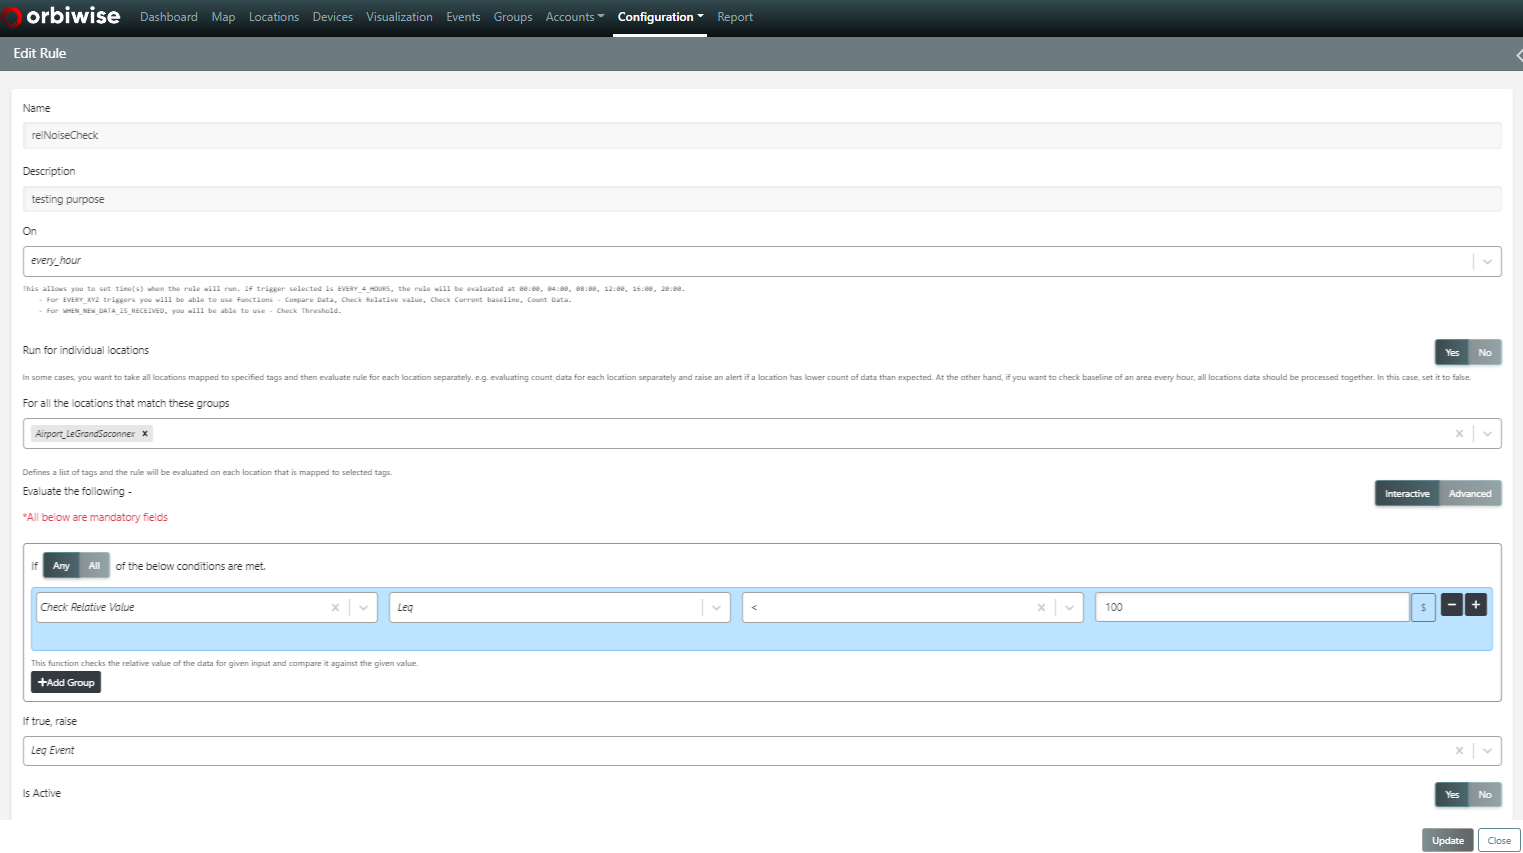 orbiwise Dashboard Map Locations Devices Visualization Events Groups Accounts Configuration Report
Edit Rule
Name
relNoiseCheck
Description
testing purpose
On
every_hour
This allows you to set time(s) when the rule will run. If trigger selected is EVERY_4_HOURS, the rule will be evaluated at 00:00, 04:00, 08:00, 12:00, 16:00, 20:00.
- For EVERY_XYZ triggers you will be able to use functions - Compare Data, Check Relative value, Check Current baseline, Count Data.
- For WHEN_NEW_DATA_IS_RECEIVED, you will be able to use - Check Threshold.
Run for individual locations Yes No
In some cases, you want to take all locations mapped to specified tags and then evaluate rule for each location separately. e.g. evaluating count_data for each location separately and raise an alert if a location has lower count of data than expected. At the other hand, if you want to check baseline of an area every hour, all locations data should be processed together. In this case, set it to false.
For all the locations that match these groups
Airport_LeGrandSaconnex x
Defines a list of tags and the rule will be evaluated on each location that is mapped to selected tags.
Evaluate the following - Interactive Advanced
*All below are mandatory fields
If Any All of the below conditions are met.
Check Relative Value Leq < 100 $ − +
This function checks the relative value of the data for given input and compare it against the given value.
+Add Group
If true, raise
Leq Event
Is Active Yes No
Update Close